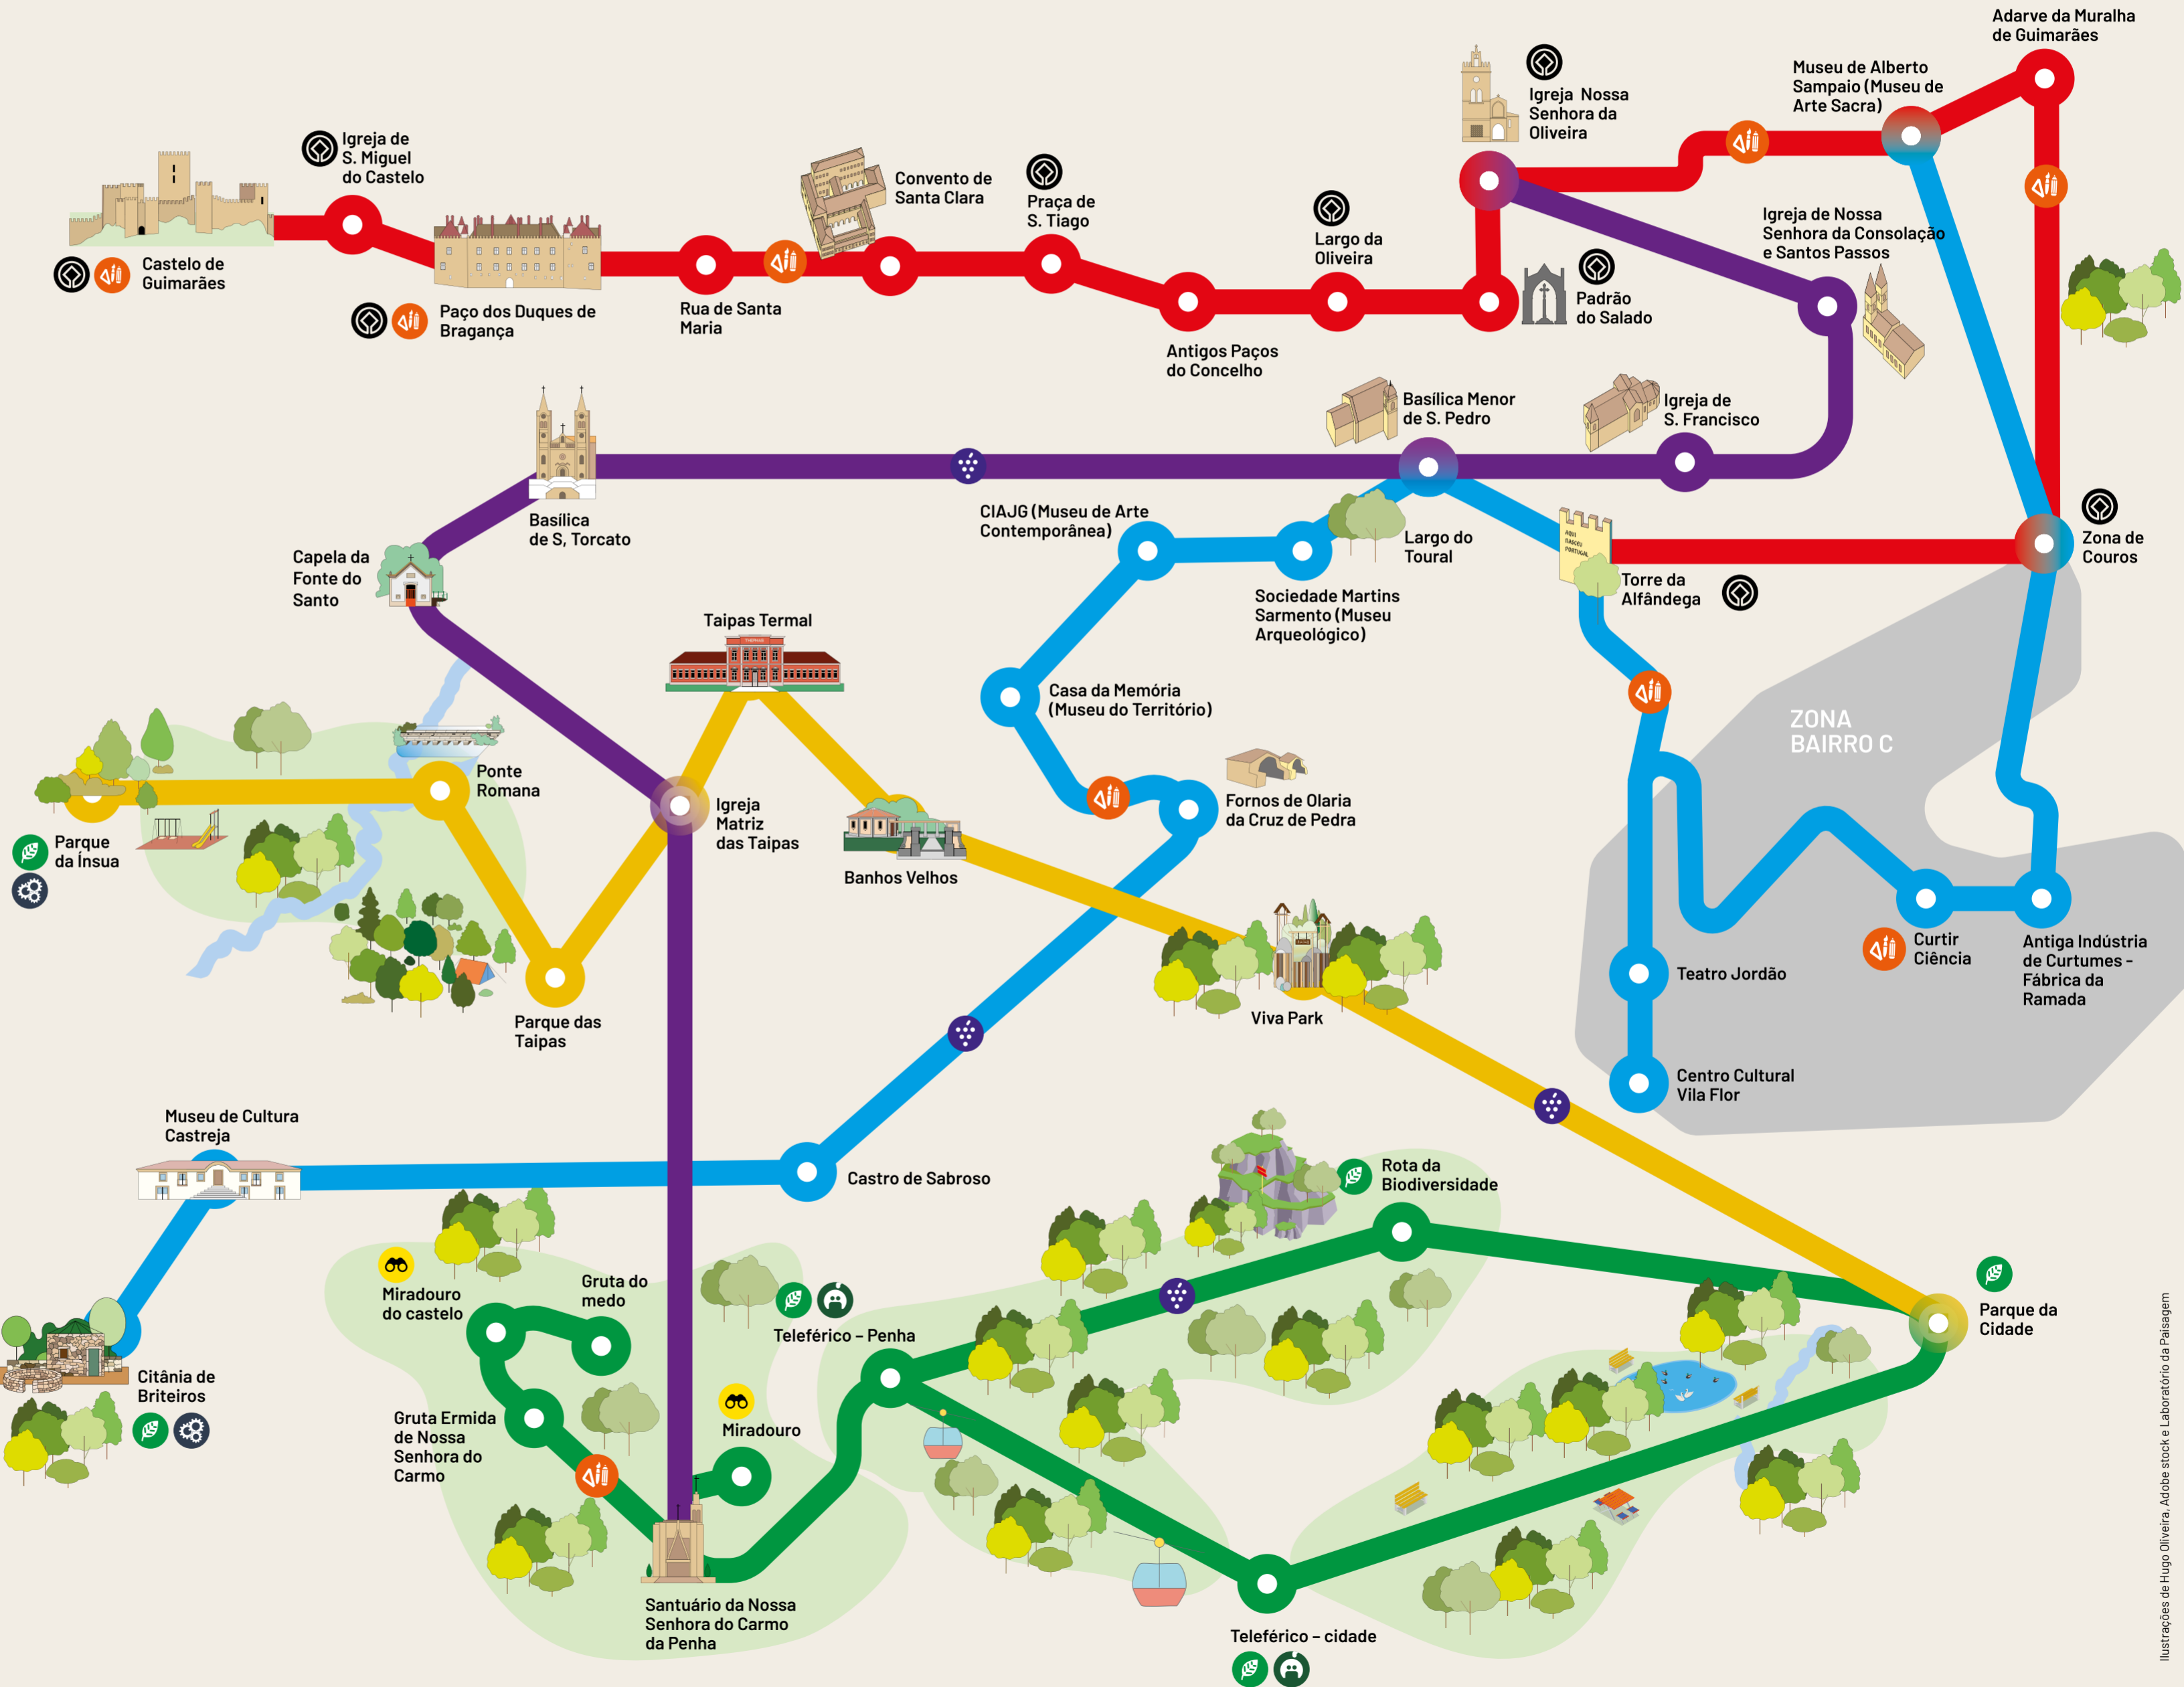 Adarve da Muralha
de Guimarães
Museu de Alberto
Sampaio (Museu de
Arte Sacra)
Igreja Nossa
Senhora da
Oliveira
Igreja de
S. Miguel
do Castelo
Convento de
Santa Clara
Praça de
S. Tiago
Largo da
Oliveira
Igreja de Nossa
Senhora da Consolação
e Santos Passos
Castelo de
Guimarães
Paço dos Duques de
Bragança
Rua de Santa
Maria
Padrão
do Salado
Antigos Paços
do Concelho
Basílica Menor
de S. Pedro
Igreja de
S. Francisco
Basílica
de S, Torcato
CIAJG (Museu de Arte
Contemporânea)
Largo do
Toural
AQUI
NASCEU
PORTUGAL
Zona de
Couros
Capela da
Fonte do
Santo
Torre da
Alfândega
Sociedade Martins
Sarmento (Museu
Arqueológico)
Taipas Termal
Casa da Memória
(Museu do Território)
ZONA
BAIRRO C
Ponte
Romana
Igreja
Matriz
das Taipas
Fornos de Olaria
da Cruz de Pedra
Parque
da Ínsua
Banhos Velhos
Curtir
Ciência
Antiga Indústria
de Curtumes -
Fábrica da
Ramada
Teatro Jordão
Viva Park
Parque das
Taipas
Centro Cultural
Vila Flor
Museu de Cultura
Castreja
Castro de Sabroso
Rota da
Biodiversidade
Miradouro
do castelo
Gruta do
medo
Teleférico – Penha
Parque da
Cidade
Citânia de
Briteiros
Gruta Ermida
de Nossa
Senhora do
Carmo
Miradouro
Santuário da Nossa
Senhora do Carmo
da Penha
Teleférico – cidade
Ilustrações de Hugo Oliveira, Adobe stock e Laboratório da Paisagem